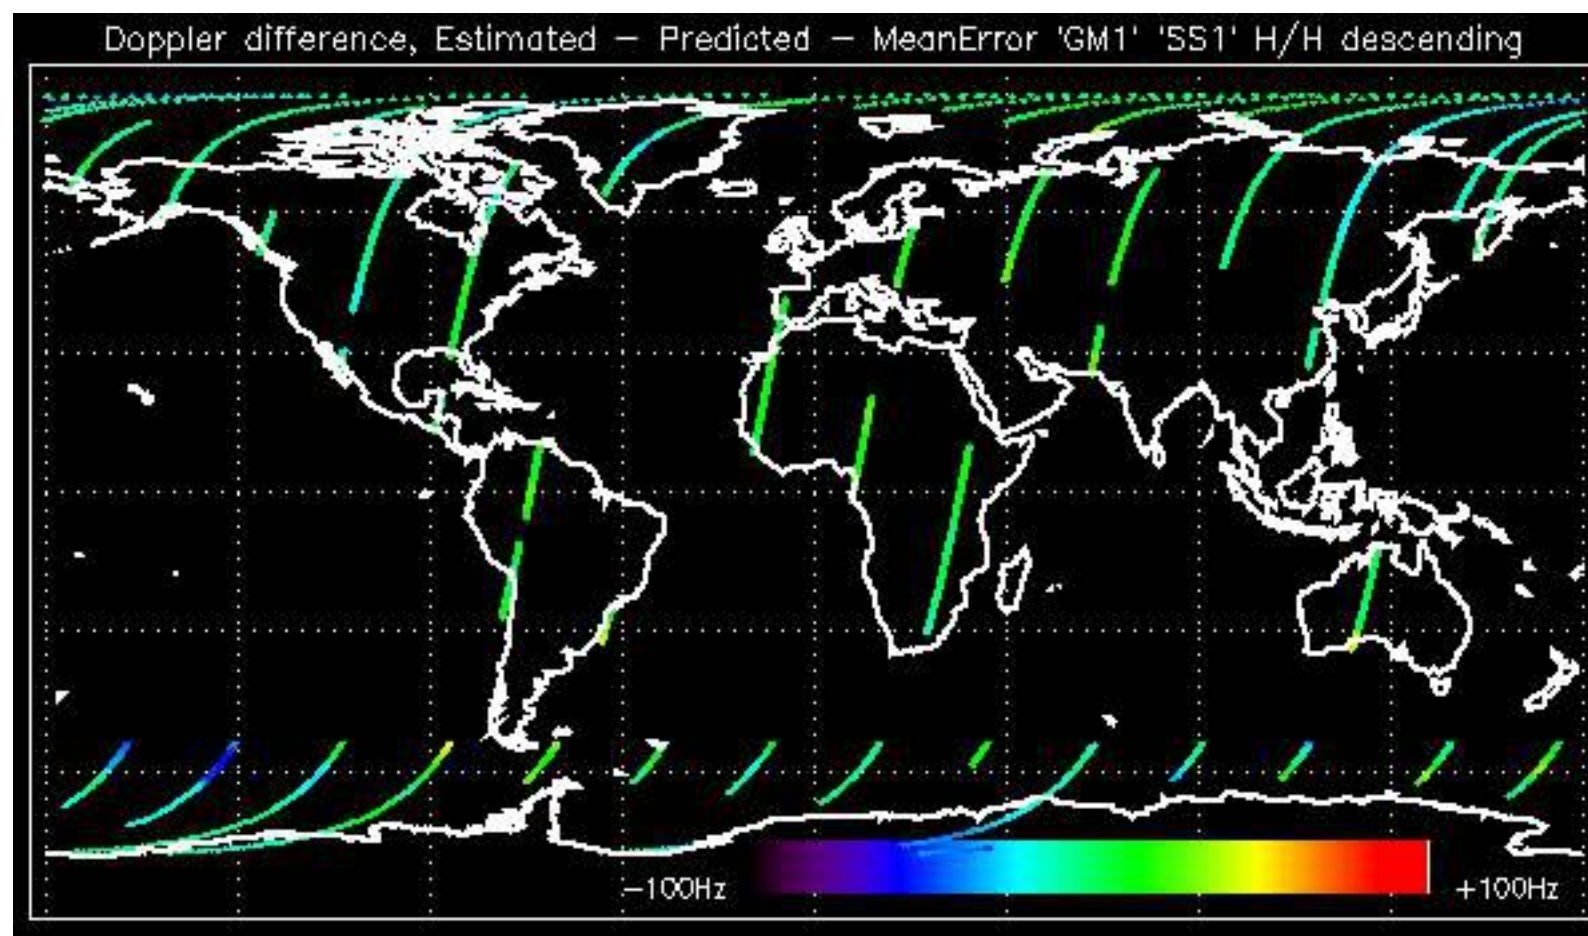 Doppler difference, Estimated – Predicted – MeanError 'GM1' 'SS1' H/H descending
–100Hz +100Hz